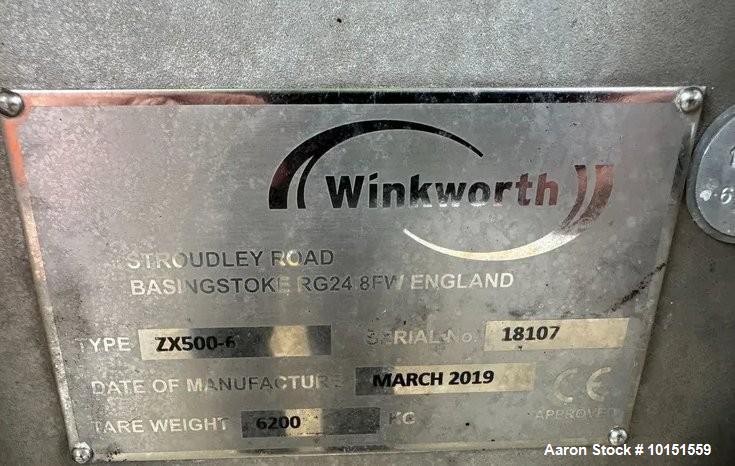 Winkworth
STROUDLEY ROAD
BASINGSTOKE RG24 8FW ENGLAND
TYPE ZX500-6 SERIAL No. 18107
DATE OF MANUFACTURE MARCH 2019
TARE WEIGHT 6200 KG
CE
APPROVED
Aaron Stock # 10151559